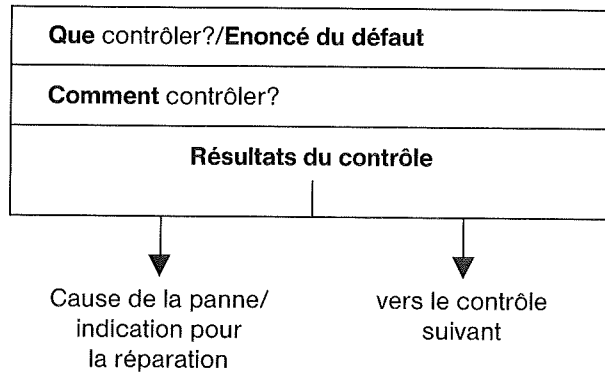 Que contrôler?/Enoncé du défaut
Comment contrôler?
Résultats du contrôle
Cause de la panne/
indication pour
la réparation
vers le contrôle
suivant